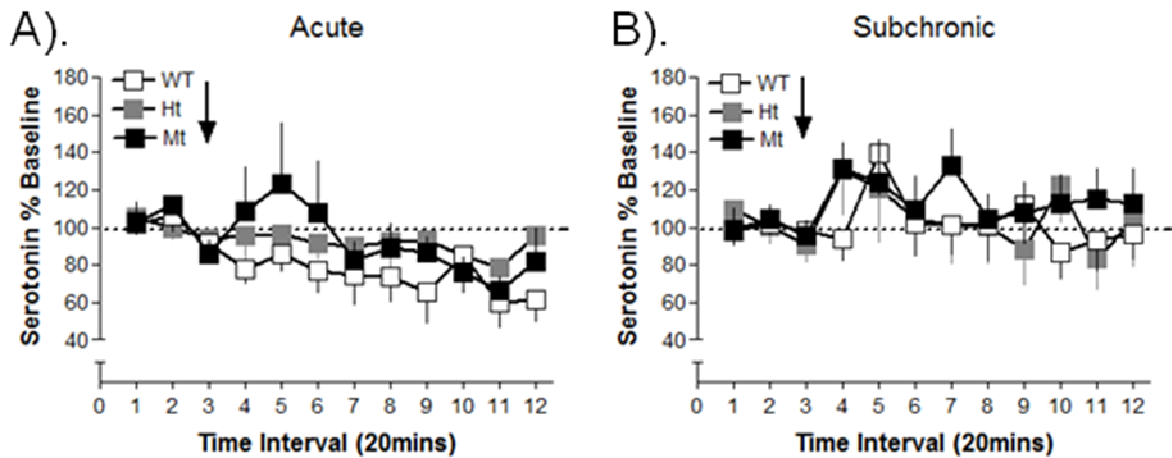 A).
Acute
180
160
140
120
100
80
60
40
Serotonin % Baseline
WT
Ht
Mt
0 1 2 3 4 5 6 7 8 9 10 11 12
Time Interval (20mins)
B).
Subchronic
180
160
140
120
100
80
60
40
Serotonin % Baseline
WT
Ht
Mt
0 1 2 3 4 5 6 7 8 9 10 11 12
Time Interval (20mins)